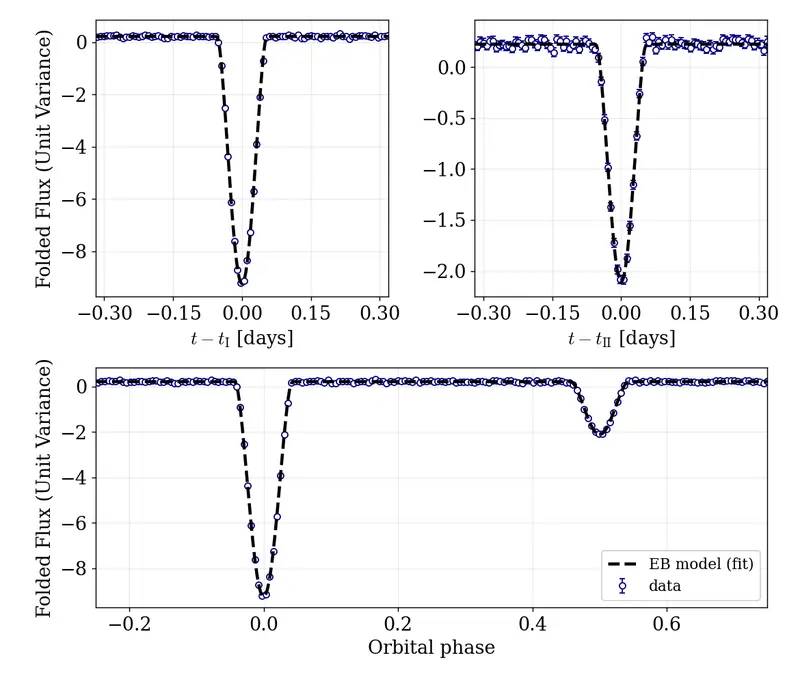 Folded Flux (Unit Variance)
0
−2
−4
−6
−8
−0.30 −0.15 0.00 0.15 0.30
t − tI [days]
0.0
−0.5
−1.0
−1.5
−2.0
−0.30 −0.15 0.00 0.15 0.30
t − tII [days]
Folded Flux (Unit Variance)
0
−2
−4
−6
−8
−0.2 0.0 0.2 0.4 0.6
Orbital phase
EB model (fit)
data